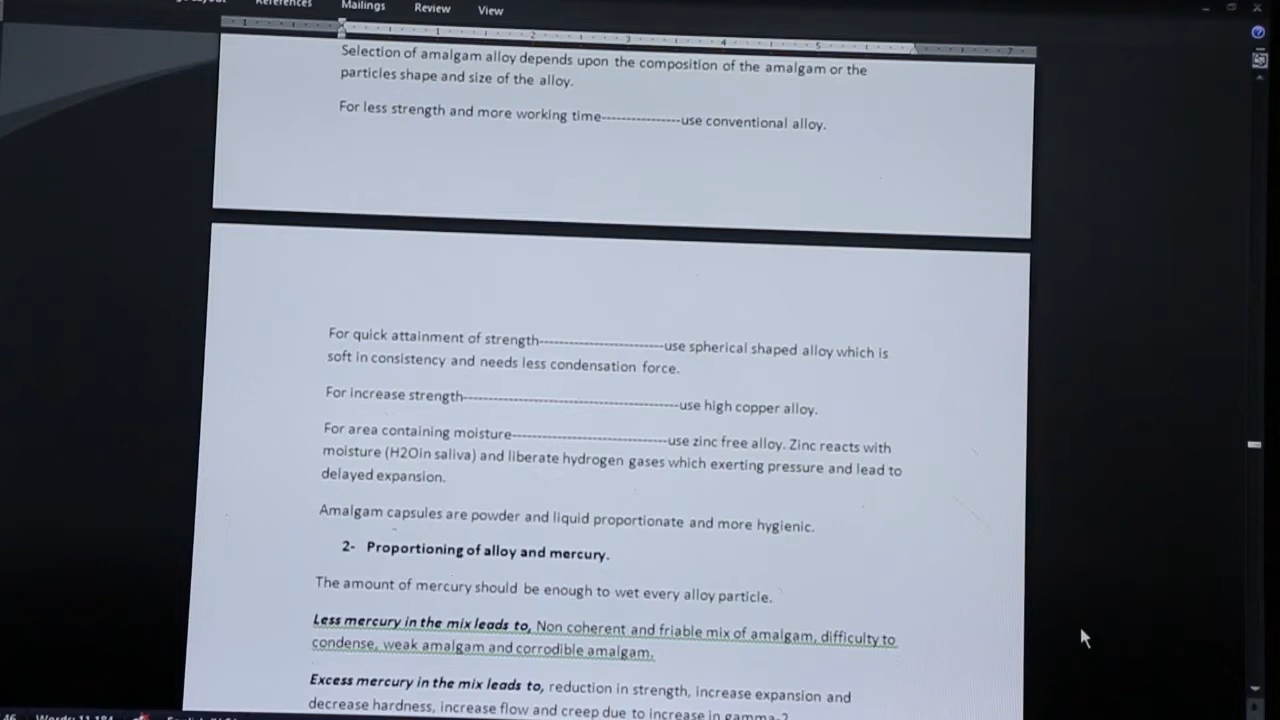 References Mailings Review View
Selection of amalgam alloy depends upon the composition of the amalgam or the
particles shape and size of the alloy.
For less strength and more working time----------------use conventional alloy.
For quick attainment of strength-------------------------use spherical shaped alloy which is
soft in consistency and needs less condensation force.
For increase strength--------------------------------------------use high copper alloy.
For area containing moisture--------------------------------use zinc free alloy. Zinc reacts with
moisture (H2Oin saliva) and liberate hydrogen gases which exerting pressure and lead to
delayed expansion.
Amalgam capsules are powder and liquid proportionate and more hygienic.
2- Proportioning of alloy and mercury.
The amount of mercury should be enough to wet every alloy particle.
Less mercury in the mix leads to, Non coherent and friable mix of amalgam, difficulty to
condense, weak amalgam and corrodible amalgam.
Excess mercury in the mix leads to, reduction in strength, increase expansion and
decrease hardness, increase flow and creep due to increase in gamma-2
Words: 11,184